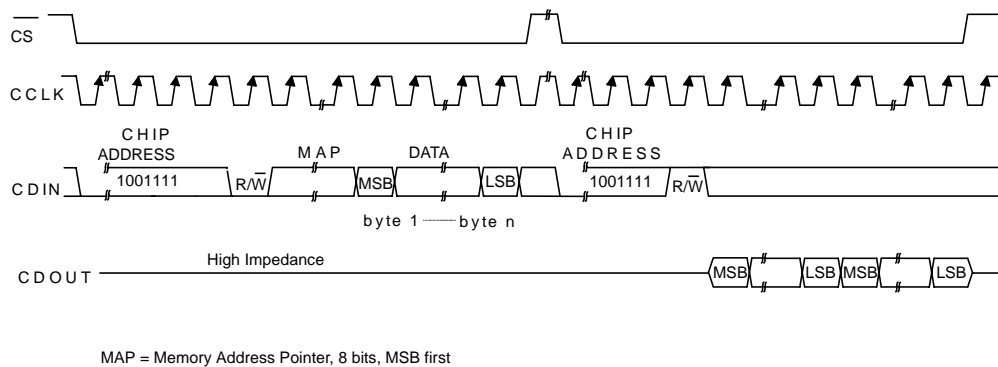 CS
CCLK
CHIP
ADDRESS
CHIP
ADDRESS
MAP
DATA
CDIN
1001111
R/W
MSB
LSB
1001111
R/W
byte 1
byte n
High Impedance
CDOUT
MSB
LSB
MSB
LSB
MAP = Memory Address Pointer, 8 bits, MSB first